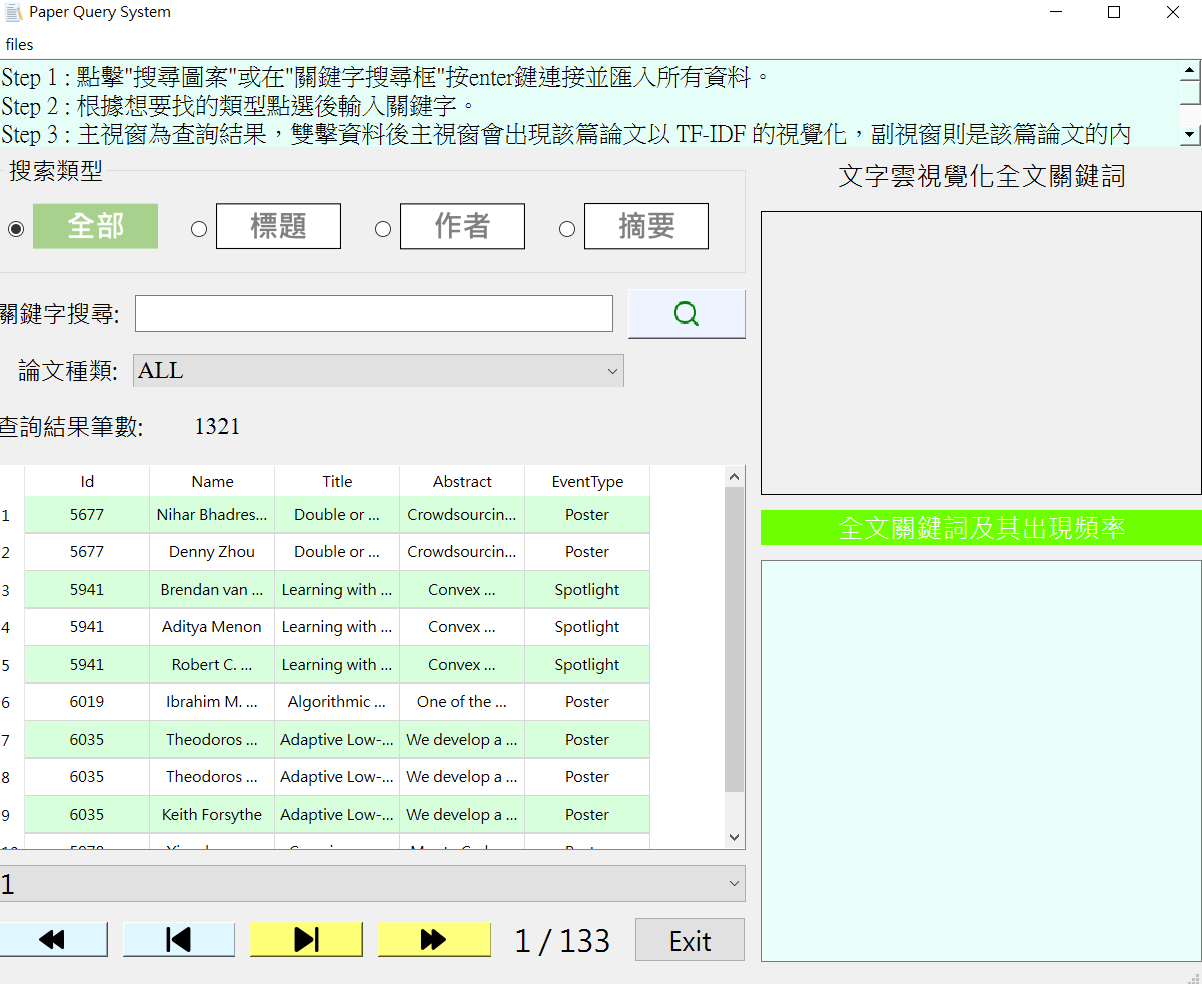 Paper Query System
files
Step 1 : 點擊"搜尋圖案"或在"關鍵字搜尋框"按enter鍵連接並匯入所有資料。
Step 2 : 根據想要找的類型點選後輸入關鍵字。
Step 3 : 主視窗為查詢結果，雙擊資料後主視窗會出現該篇論文以 TF-IDF 的視覺化，副視窗則是該篇論文的內
搜索類型
全部 標題 作者 摘要
關鍵字搜尋:
論文種類: ALL
查詢結果筆數: 1321
Id Name Title Abstract EventType
1 5677 Nihar Bhadres... Double or ... Crowdsourcin... Poster
2 5677 Denny Zhou Double or ... Crowdsourcin... Poster
3 5941 Brendan van ... Learning with ... Convex ... Spotlight
4 5941 Aditya Menon Learning with ... Convex ... Spotlight
5 5941 Robert C. ... Learning with ... Convex ... Spotlight
6 6019 Ibrahim M. ... Algorithmic ... One of the ... Poster
7 6035 Theodoros ... Adaptive Low-... We develop a ... Poster
8 6035 Theodoros ... Adaptive Low-... We develop a ... Poster
9 6035 Keith Forsythe Adaptive Low-... We develop a ... Poster
1
1 / 133 Exit
文字雲視覺化全文關鍵詞
全文關鍵詞及其出現頻率